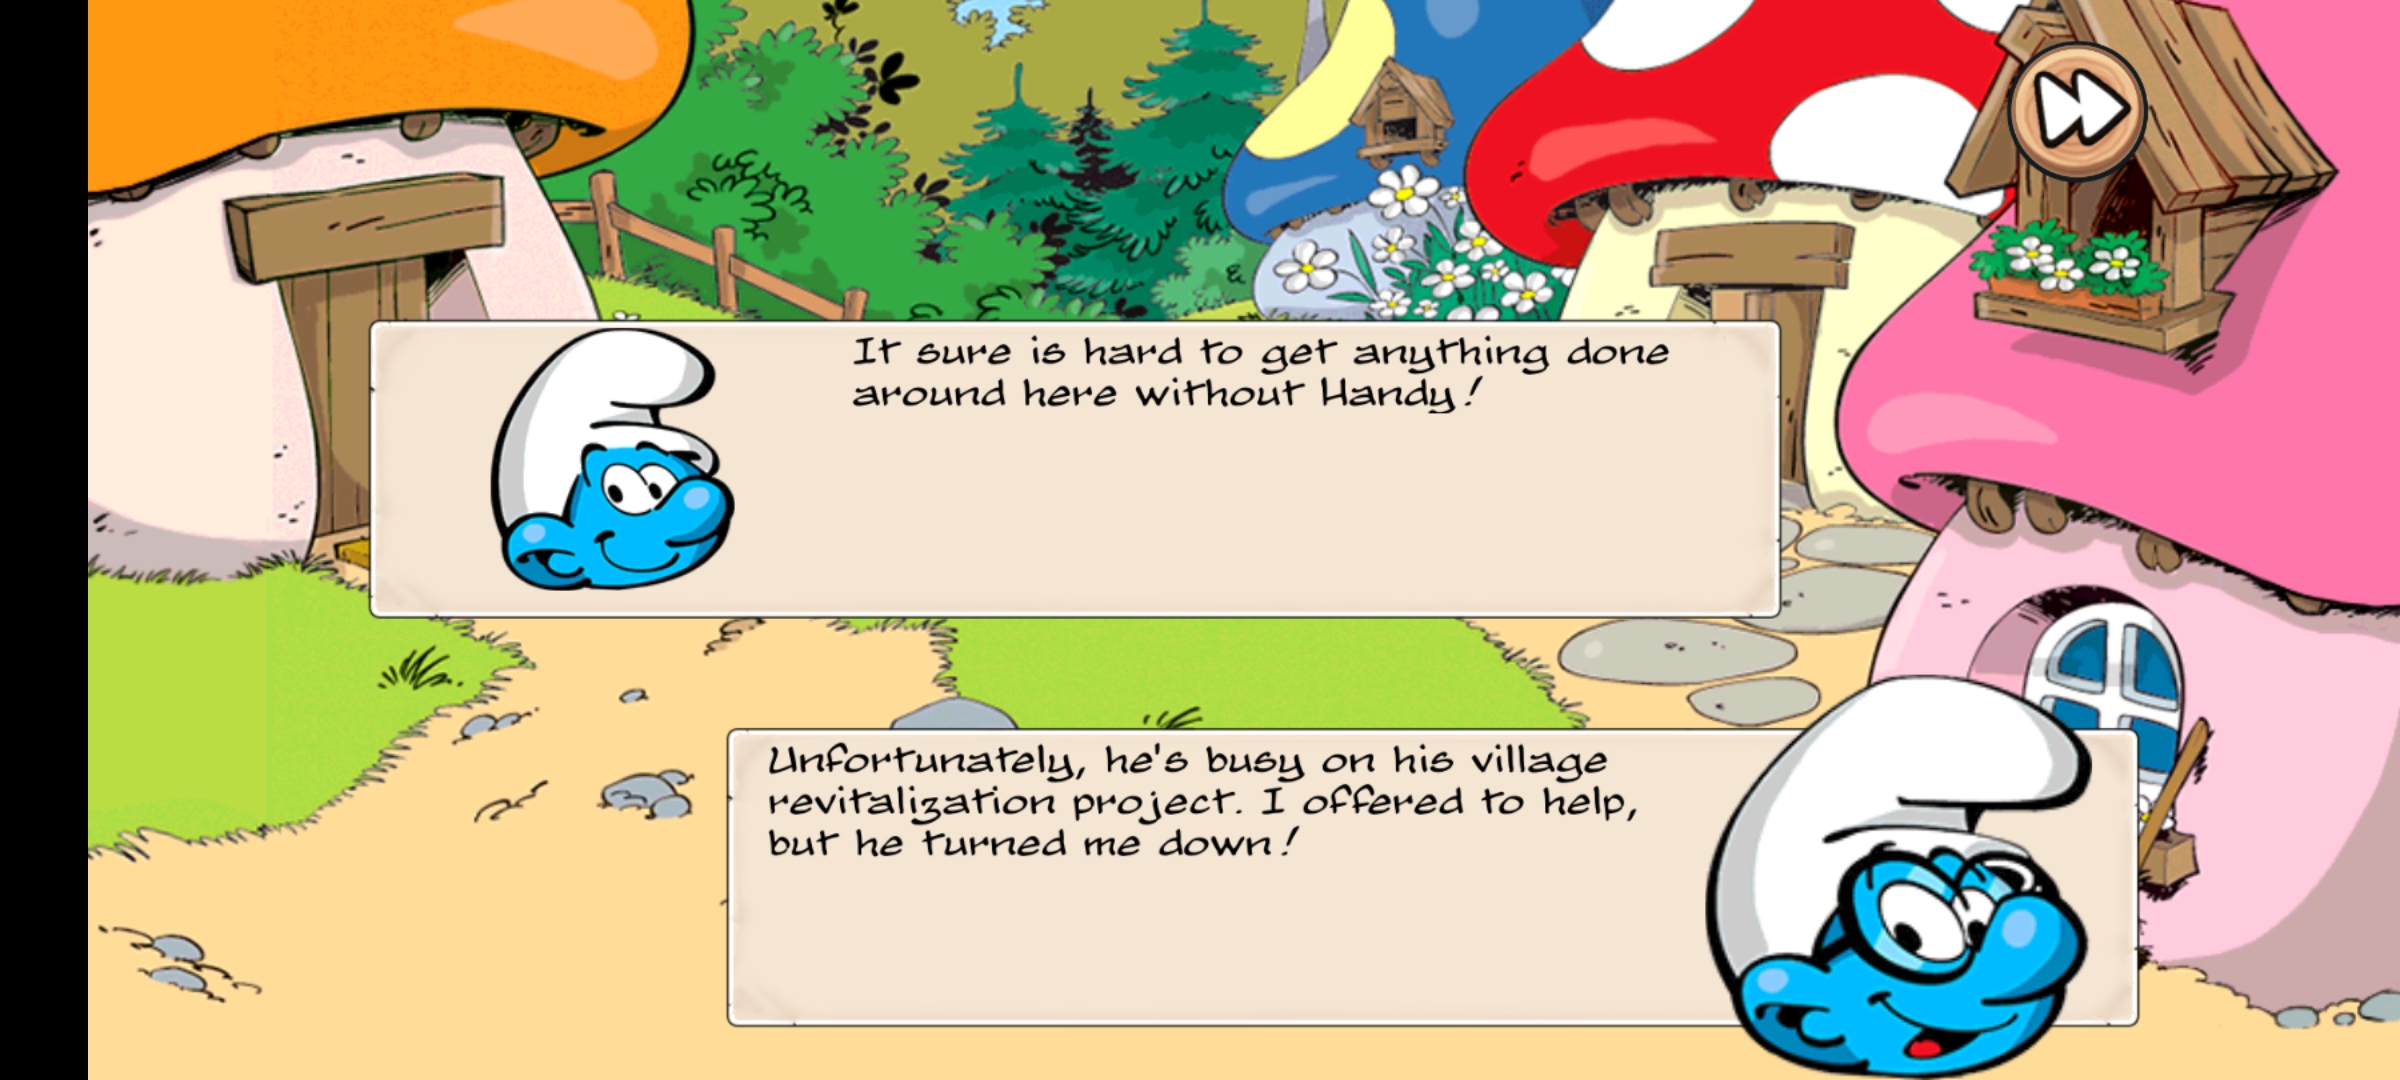 It sure is hard to get anything done
around here without Handy!
Unfortunately, he's busy on his village
revitalization project. I offered to help,
but he turned me down!